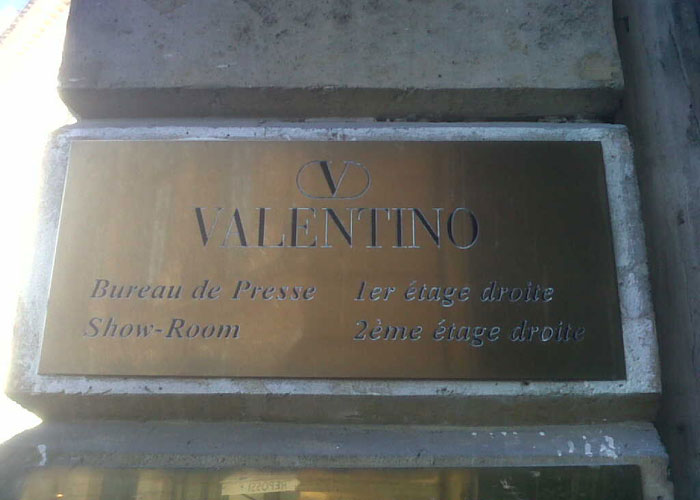 V
VALENTINO
Bureau de Presse 1er étage droite
Show-Room 2ème étage droite